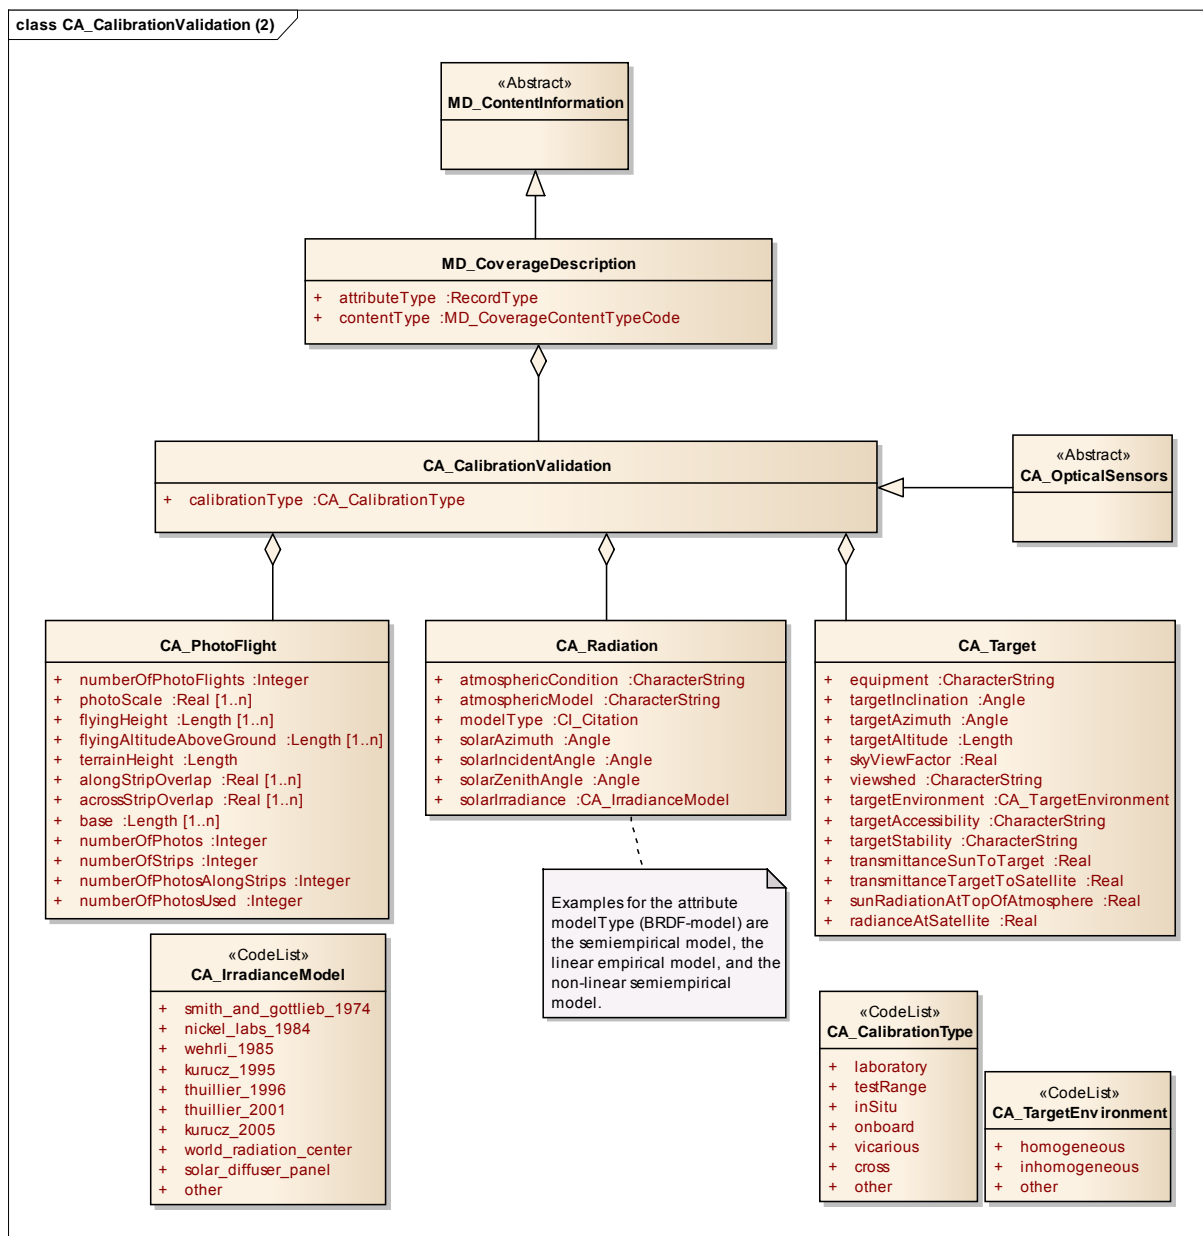 class CA_CalibrationValidation (2)
«Abstract»
MD_ContentInformation
MD_CoverageDescription
+ attributeType :RecordType
+ contentType :MD_CoverageContentTypeCode
CA_CalibrationValidation
+ calibrationType :CA_CalibrationType
«Abstract»
CA_OpticalSensors
CA_PhotoFlight
+ numberOfPhotoFlights :Integer
+ photoScale :Real [1..n]
+ flyingHeight :Length [1..n]
+ flyingAltitudeAboveGround :Length [1..n]
+ terrainHeight :Length
+ alongStripOverlap :Real [1..n]
+ acrossStripOverlap :Real [1..n]
+ base :Length [1..n]
+ numberOfPhotos :Integer
+ numberOfStrips :Integer
+ numberOfPhotosAlongStrips :Integer
+ numberOfPhotosUsed :Integer
CA_Radiation
+ atmosphericCondition :CharacterString
+ atmosphericModel :CharacterString
+ modelType :CI_Citation
+ solarAzimuth :Angle
+ solarIncidentAngle :Angle
+ solarZenithAngle :Angle
+ solarIrradiance :CA_IrradianceModel
CA_Target
+ equipment :CharacterString
+ targetInclination :Angle
+ targetAzimuth :Angle
+ targetAltitude :Length
+ skyViewFactor :Real
+ viewshed :CharacterString
+ targetEnvironment :CA_TargetEnvironment
+ targetAccessibility :CharacterString
+ targetStability :CharacterString
+ transmittanceSunToTarget :Real
+ transmittanceTargetToSatellite :Real
+ sunRadiationAtTopOfAtmosphere :Real
+ radianceAtSatellite :Real
Examples for the attribute
modelType (BRDF-model) are
the semiempirical model, the
linear empirical model, and the
non-linear semiempirical
model.
«CodeList»
CA_IrradianceModel
+ smith_and_gottlieb_1974
+ nickel_labs_1984
+ wehrli_1985
+ kurucz_1995
+ thuillier_1996
+ thuillier_2001
+ kurucz_2005
+ world_radiation_center
+ solar_diffuser_panel
+ other
«CodeList»
CA_CalibrationType
+ laboratory
+ testRange
+ inSitu
+ onboard
+ vicarious
+ cross
+ other
«CodeList»
CA_TargetEnvironment
+ homogeneous
+ inhomogeneous
+ other